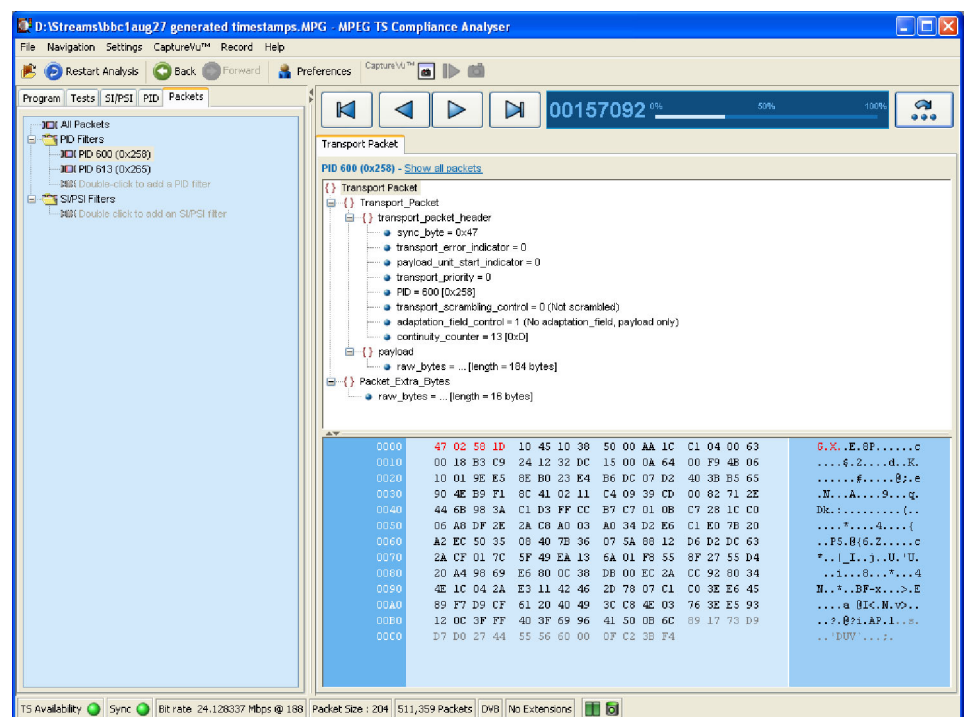 D:\Streams\bbc1aug27 generated timestamps.MPG - MPEG TS Compliance Analyser
File Navigation Settings CaptureVu™ Record Help
Restart Analysis Back Forward Preferences CaptureVu™
Program Tests SI/PSI PID Packets
All Packets
PID Filters
PID 600 (0x258)
PID 613 (0x265)
Double-click to add a PID filter
SI/PSI Filters
Double click to add an SI/PSI filter
00157092 0% 50% 100%
Transport Packet
PID 600 (0x258) - Show all packets
{} Transport Packet
{} Transport_Packet
{} transport_packet_header
sync_byte = 0x47
transport_error_indicator = 0
payload_unit_start_indicator = 0
transport_priority = 0
PID = 600 [0x258]
transport_scrambling_control = 0 (Not scrambled)
adaptation_field_control = 1 (No adaptation_field, payload only)
continuity_counter = 13 [0xD]
{} payload
raw_bytes = ... [length = 184 bytes]
{} Packet_Extra_Bytes
raw_bytes = ... [length = 16 bytes]
0000 47 02 58 1D 10 45 10 38 50 00 AA 1C C1 04 00 63 G.X..E.8P......c
0010 00 18 B3 C9 24 12 32 DC 15 00 0A 64 00 F9 4B 06 ....$.2....d..K.
0020 10 01 9E E5 8E B0 23 E4 B6 DC 07 D2 40 3B B5 65 ......#.....@;.e
0030 90 4E B9 F1 8C 41 02 11 C4 09 39 CD 00 82 71 2E .N...A....9...q.
0040 44 6B 98 3A C1 D3 FF CC B7 C7 01 0B C7 28 1C C0 Dk.:.........(..
0050 06 A8 DF 2E 2A C8 A0 03 A0 34 D2 E6 C1 E0 7B 20 ....*....4....{
0060 A2 EC 50 35 08 40 7B 36 07 5A 88 12 D6 D2 DC 63 ..P5.@{6.Z.....c
0070 2A CF 01 7C 5F 49 EA 13 6A 01 F8 55 8F 27 55 D4 *..|_I..j..U.'U.
0080 20 A4 98 69 E6 80 0C 38 DB 00 EC 2A CC 92 80 34 ..i...8...*...4
0090 4E 1C 04 2A E3 11 42 46 2D 78 07 C1 C0 3E E6 45 N..*..BF-x...>.E
00A0 89 F7 D9 CF 61 20 40 49 3C C8 4E 03 76 3E E5 93 ....a @I<.N.v>..
00B0 12 0C 3F FF 40 3F 69 96 41 50 0B 6C 89 17 73 D9 ..?.@?i.AP.l..s.
00C0 D7 D0 27 44 55 56 60 00 0F C2 3B F4 ..'DUV`...;.
TS Availability Sync Bit rate 24.128337 Mbps @ 188 Packet Size : 204 511,359 Packets DVB No Extensions